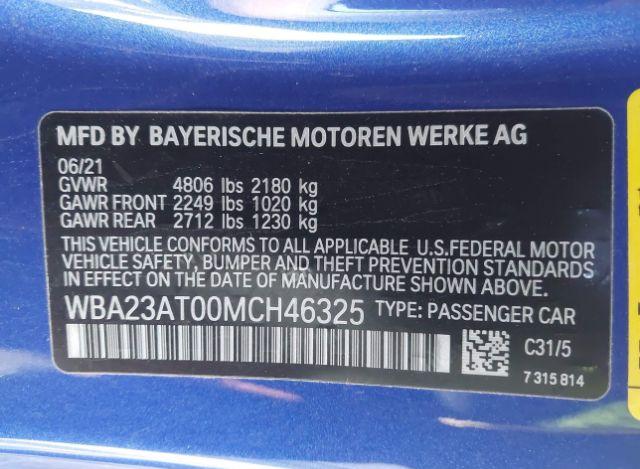 MFD BY BAYERISCHE MOTOREN WERKE AG
06/21
GVWR 4806 lbs 2180 kg
GAWR FRONT 2249 lbs 1020 kg
GAWR REAR 2712 lbs 1230 kg
THIS VEHICLE CONFORMS TO ALL APPLICABLE U.S.FEDERAL MOTOR
VEHICLE SAFETY, BUMPER AND THEFT PREVENTION STANDARDS
IN EFFECT ON THE DATE OF MANUFACTURE SHOWN ABOVE.
WBA23AT00MCH46325 TYPE: PASSENGER CAR
C31/5
7 315 814